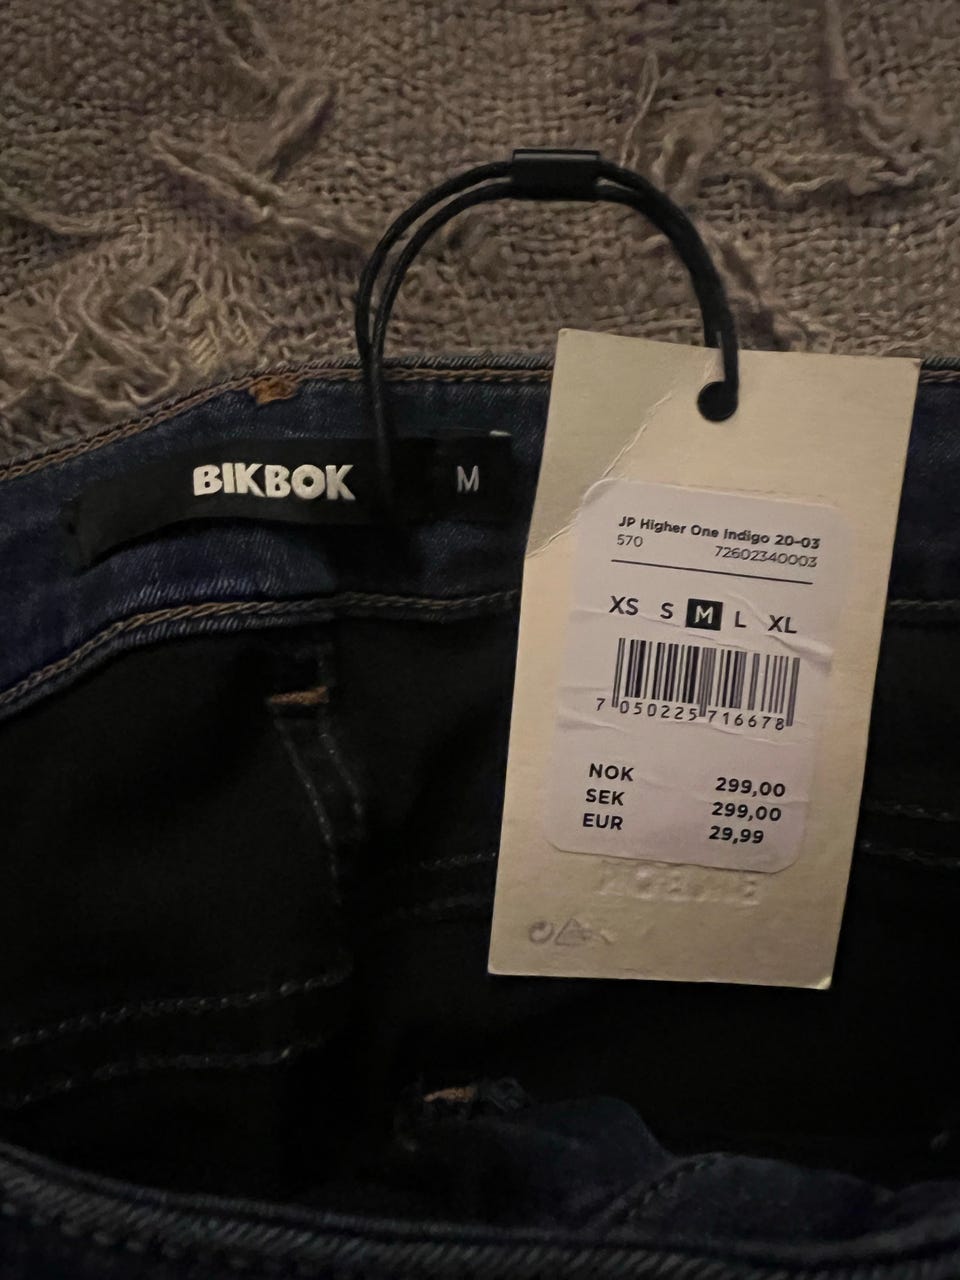 BIKBOK M
JP Higher One Indigo 20-03
570 72602340003
XS S M L XL
7 050225 716678
NOK 299,00
SEK 299,00
EUR 29,99